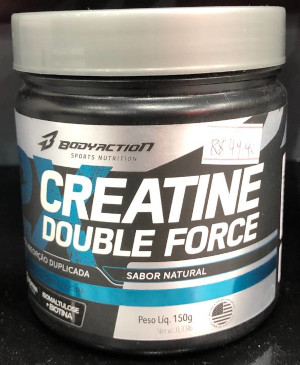 BODYACTION
SPORTS NUTRITION
CREATINE
DOUBLE FORCE
ABSORÇÃO DUPLICADA
SABOR NATURAL
ISOMALTULOSE
+BIOTINA
Peso Líq. 150g